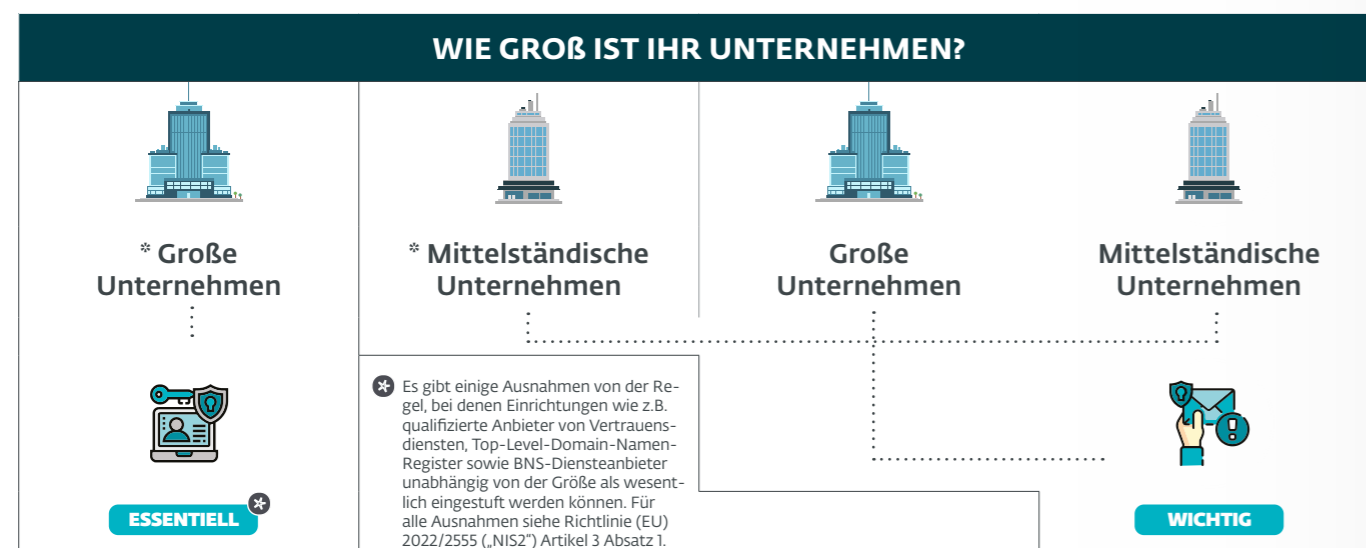 WIE GROß IST IHR UNTERNEHMEN?
* Große
Unternehmen
* Mittelständische
Unternehmen
Große
Unternehmen
Mittelständische
Unternehmen
* Es gibt einige Ausnahmen von der Re-
gel, bei denen Einrichtungen wie z.B.
qualifizierte Anbieter von Vertrauens-
diensten, Top-Level-Domain-Namen-
Register sowie BNS-Diensteanbieter
unabhängig von der Größe als wesent-
lich eingestuft werden können. Für
alle Ausnahmen siehe Richtlinie (EU)
2022/2555 („NIS2“) Artikel 3 Absatz 1.
ESSENTIELL *
WICHTIG